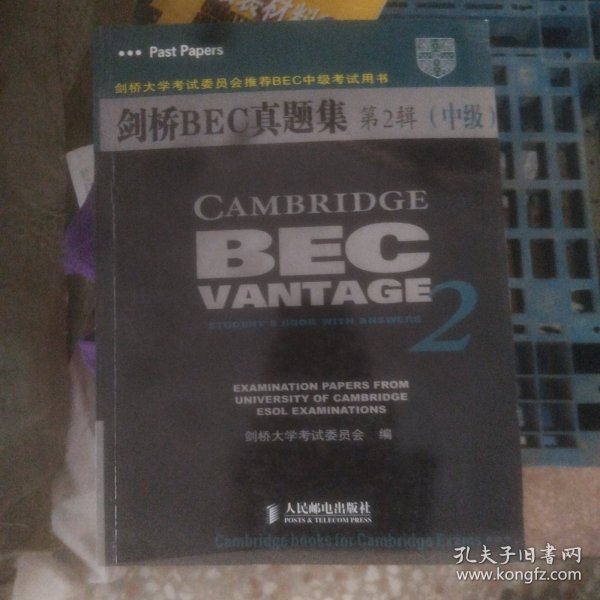 ••• Past Papers
剑桥大学考试委员会推荐BEC中级考试用书
剑桥BEC真题集 第2辑（中级）
CAMBRIDGE
BEC
VANTAGE 2
STUDENT'S BOOK WITH ANSWERS
EXAMINATION PAPERS FROM
UNIVERSITY OF CAMBRIDGE
ESOL EXAMINATIONS
剑桥大学考试委员会 编
人民邮电出版社
POSTS & TELECOM PRESS
Cambridge books for Cambridge Exams
孔夫子旧书网
www.kongfz.com